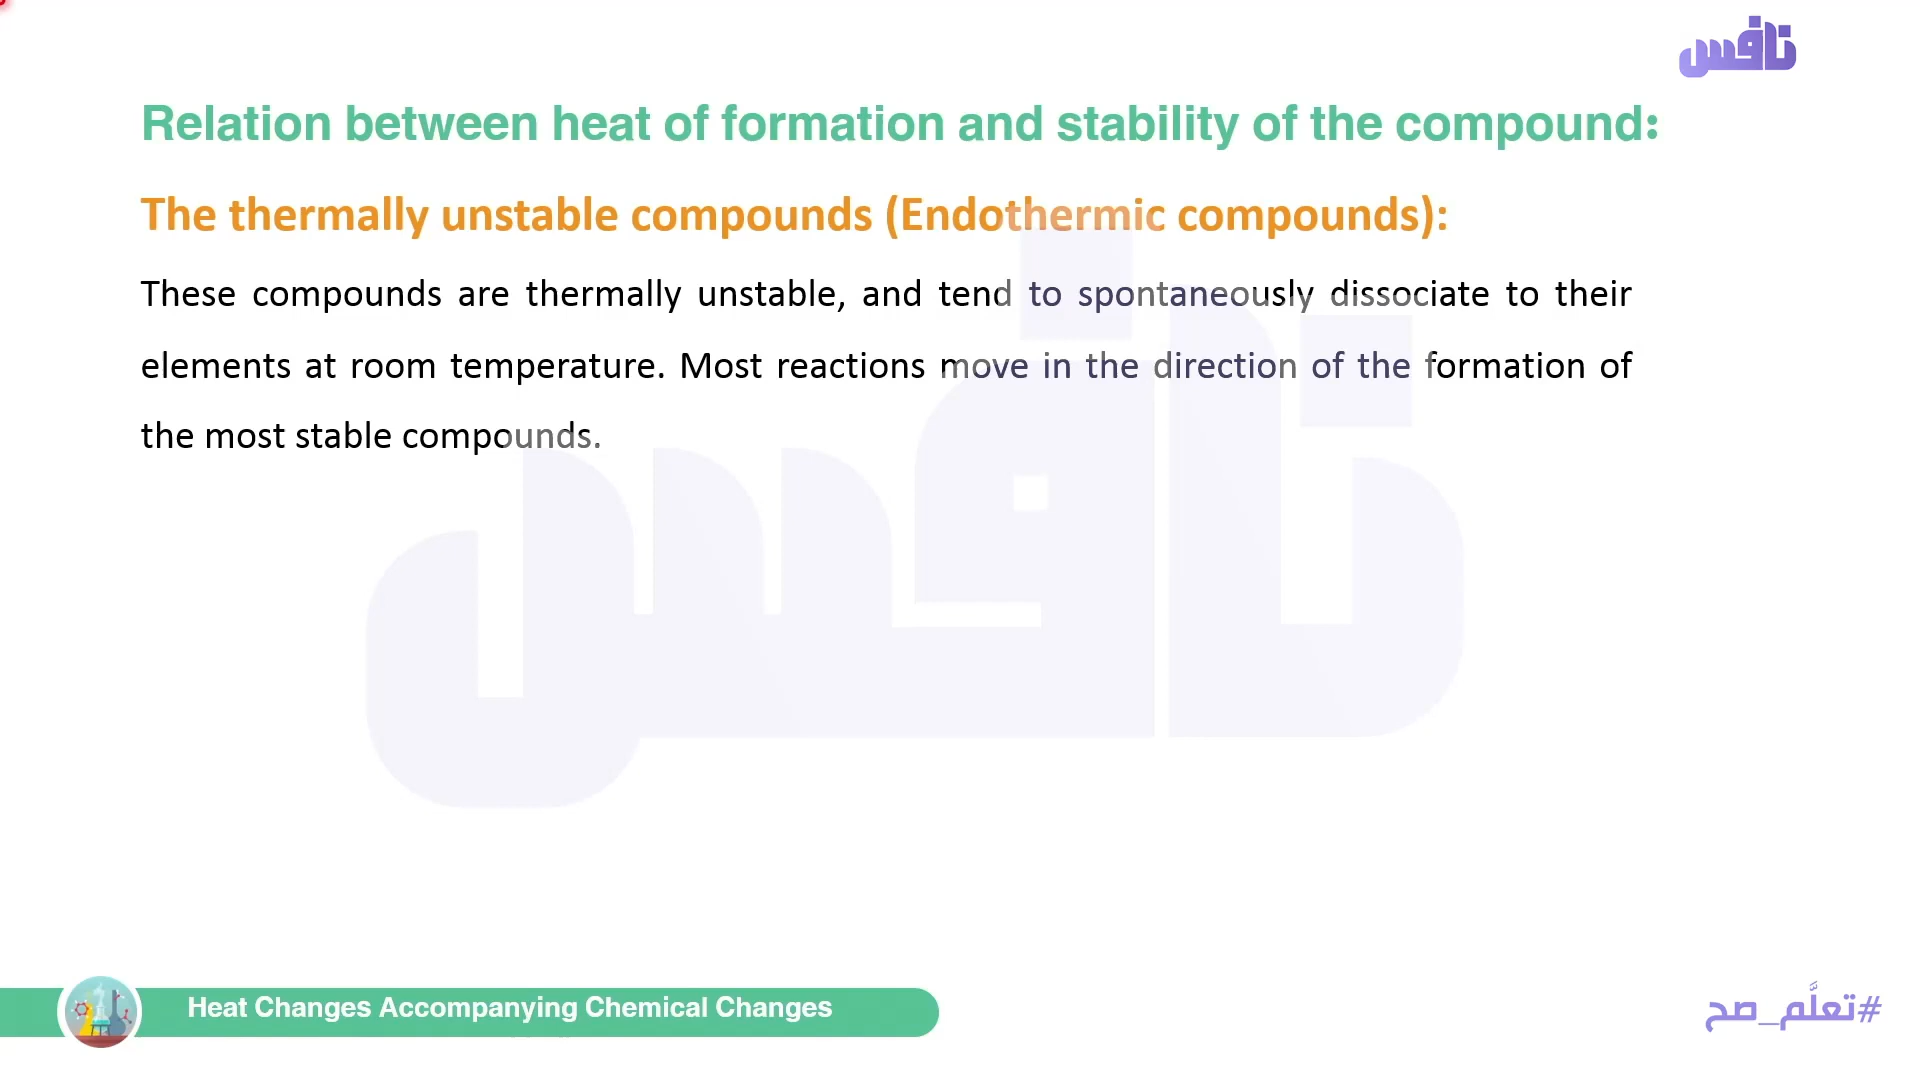 نافس
Relation between heat of formation and stability of the compound:
The thermally unstable compounds (Endothermic compounds):
These compounds are thermally unstable, and tend to spontaneously dissociate to their
elements at room temperature. Most reactions move in the direction of the formation of
the most stable compounds.
نافس
Heat Changes Accompanying Chemical Changes
#تعلَّم_صح